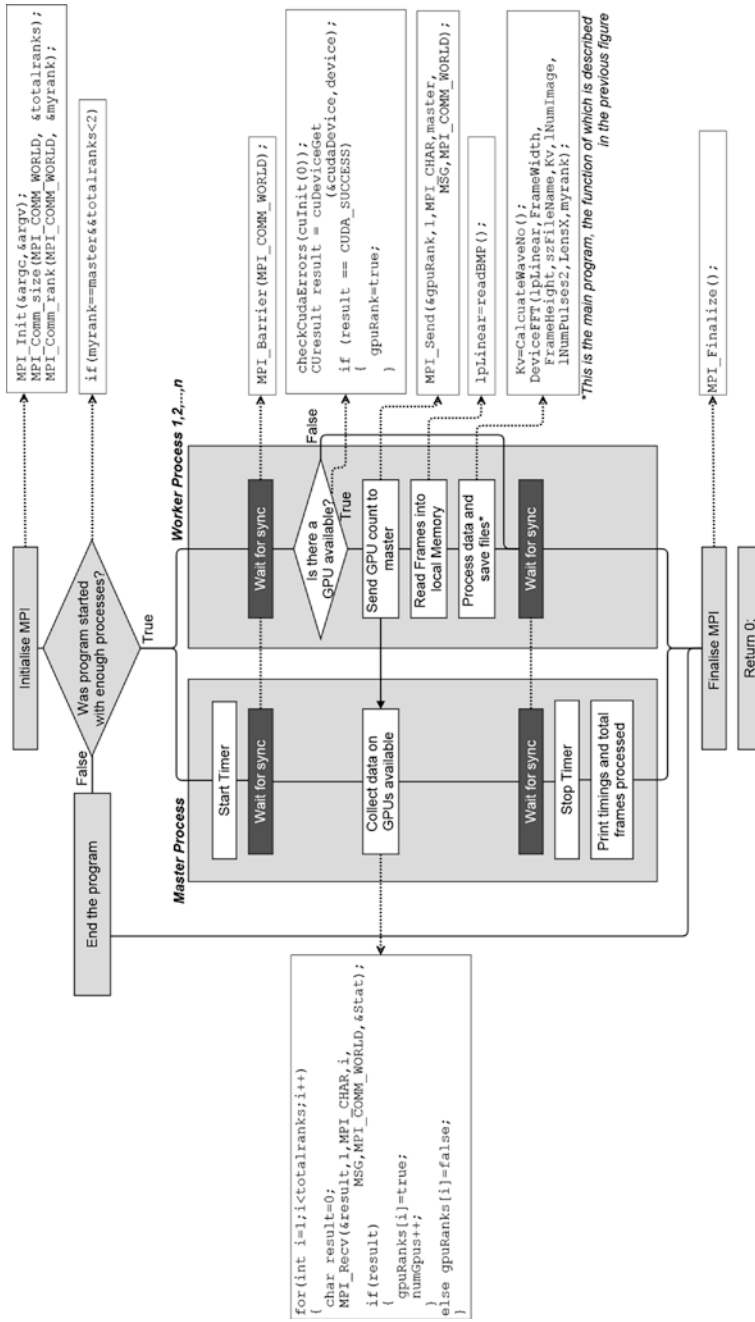 Initialise MPI
MPI_Init(&argc,&argv);
MPI_Comm_size(MPI_COMM_WORLD, &totalranks);
MPI_Comm_rank(MPI_COMM_WORLD, &myrank);
Was program started
with enough processes?
if(myrank==master&&totalranks<2)
False
True
End the program
Master Process
Start Timer
Wait for sync
Collect data on
GPUs available
Wait for sync
Stop Timer
Print timings and total
frames processed
for(int i=1;i<totalranks;i++)
{
char result=0;
MPI_Recv(&result,1,MPI_CHAR,i,
MSG,MPI_COMM_WORLD,&Stat);
if(result)
{
gpuRanks[i]=true;
numGpus++;
}
else gpuRanks[i]=false;
}
Worker Process 1,2,...,n
Wait for sync
MPI_Barrier(MPI_COMM_WORLD);
Is there a
GPU available?
False
True
checkCudaErrors(cuInit(0));
CUresult result = cuDeviceGet
(&cudaDevice,device);
if (result == CUDA_SUCCESS)
{
gpuRank=true;
}
Send GPU count to
master
MPI_Send(&gpuRank,1,MPI_CHAR,master,
MSG,MPI_COMM_WORLD);
Read Frames into
local Memory
lpLinear=readBMP();
Process data and
save files*
Kv=CalcuateWaveNo();
DeviceFFT(lpLinear,FrameWidth,
FrameHeight,szFileName,Kv,lNumImage,
lNumPulses2,LensX,myrank);
*This is the main program, the function of which is described
in the previous figure
Wait for sync
Finalise MPI
MPI_Finalize();
Return 0;